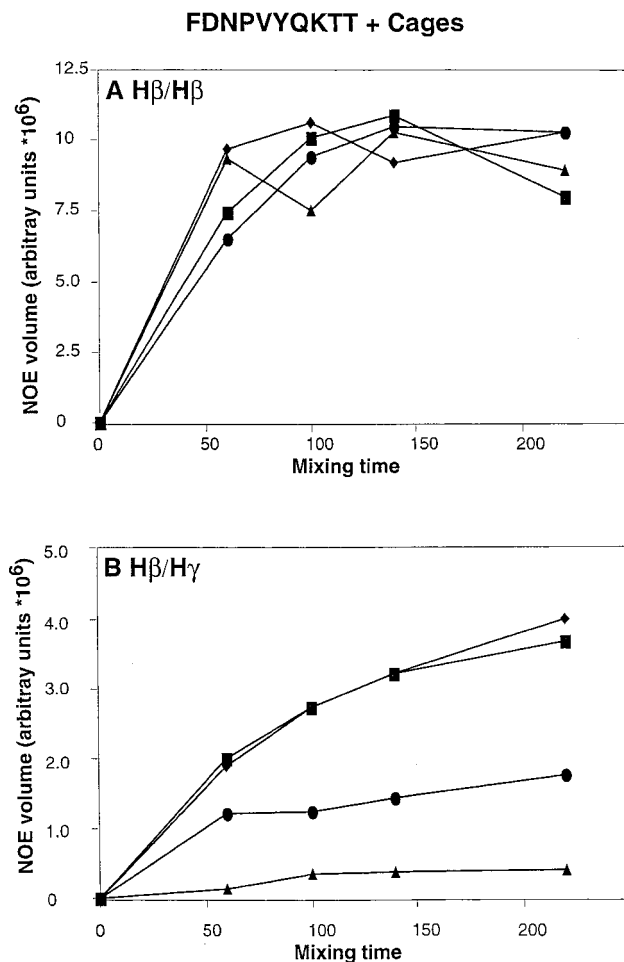 FDNPVYQKTT + Cages
A Hβ/Hβ
NOE volume (arbitray units *10⁶)
12.5
10
7.5
5.0
2.5
0
0 50 100 150 200
Mixing time
B Hβ/Hγ
NOE volume (arbitray units *10⁶)
5.0
4.0
3.0
2.0
1.0
0
0 50 100 150 200
Mixing time